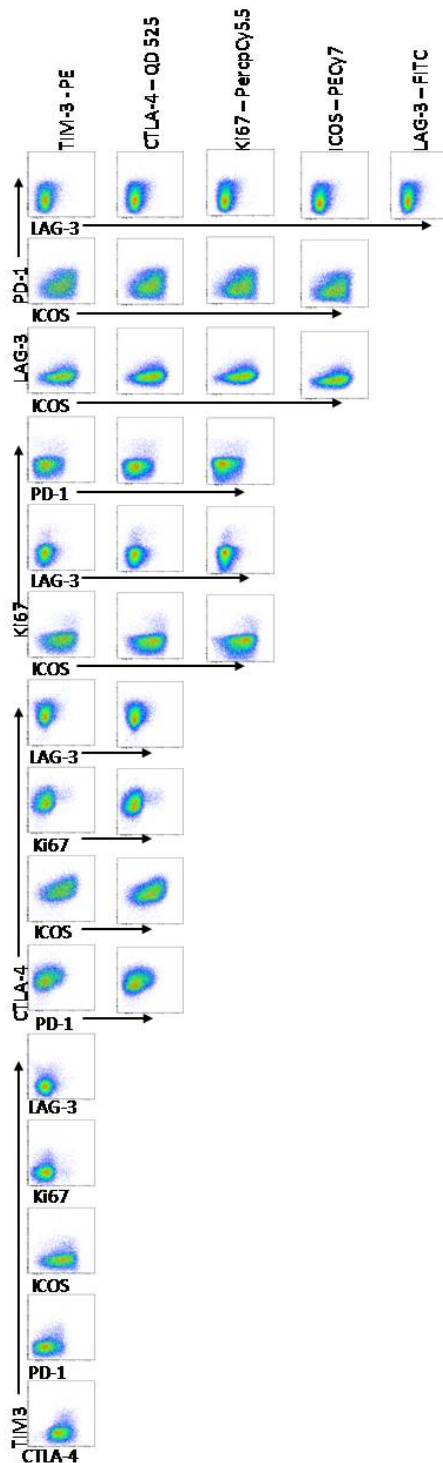 TIM-3 - PE
CTLA-4 – QD 525
Ki67 – PercpCy5.5
ICOS – PECy7
LAG-3 – FITC
PD-1
LAG-3
ICOS
LAG-3
ICOS
Ki67
PD-1
LAG-3
ICOS
CTLA-4
LAG-3
Ki67
ICOS
PD-1
TIM3
LAG-3
Ki67
ICOS
PD-1
CTLA-4